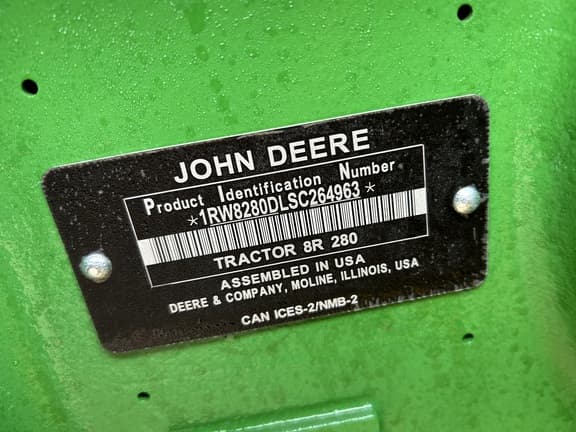 JOHN DEERE
Product Identification Number
*1RW8280DLSC264963*
TRACTOR 8R 280
ASSEMBLED IN USA
DEERE & COMPANY, MOLINE, ILLINOIS, USA
CAN ICES-2/NMB-2